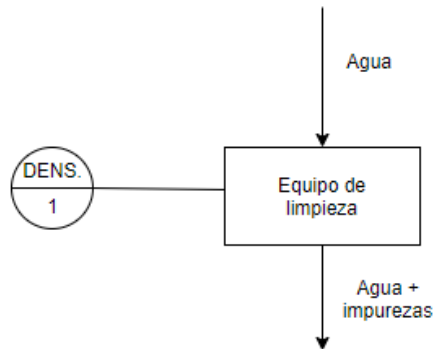 Agua
DENS.
1
Equipo de
limpieza
Agua +
impurezas